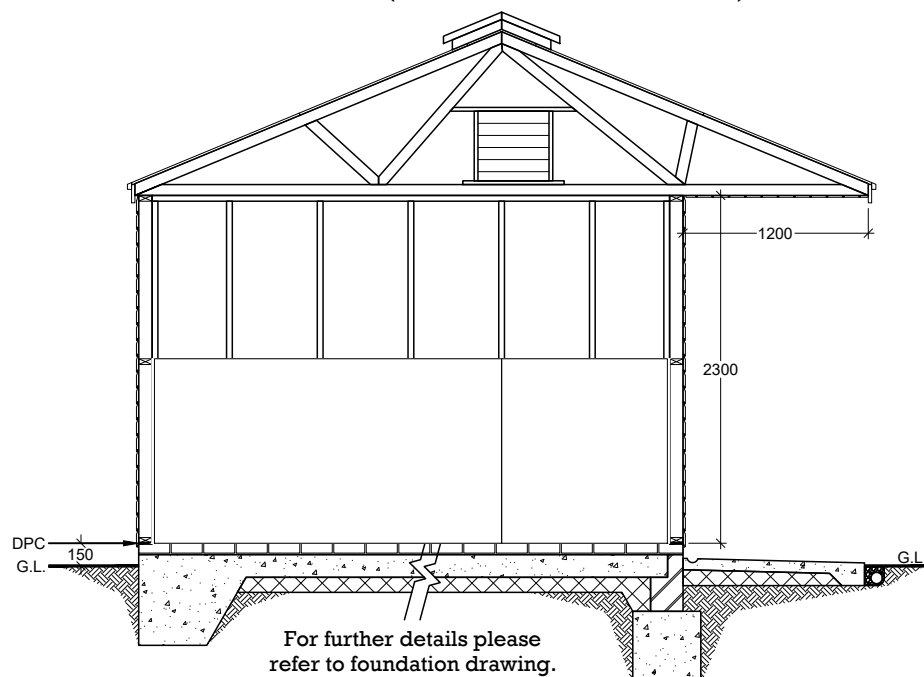 1200
2300
DPC
150
G.L.
G.L.
For further details please
refer to foundation drawing.